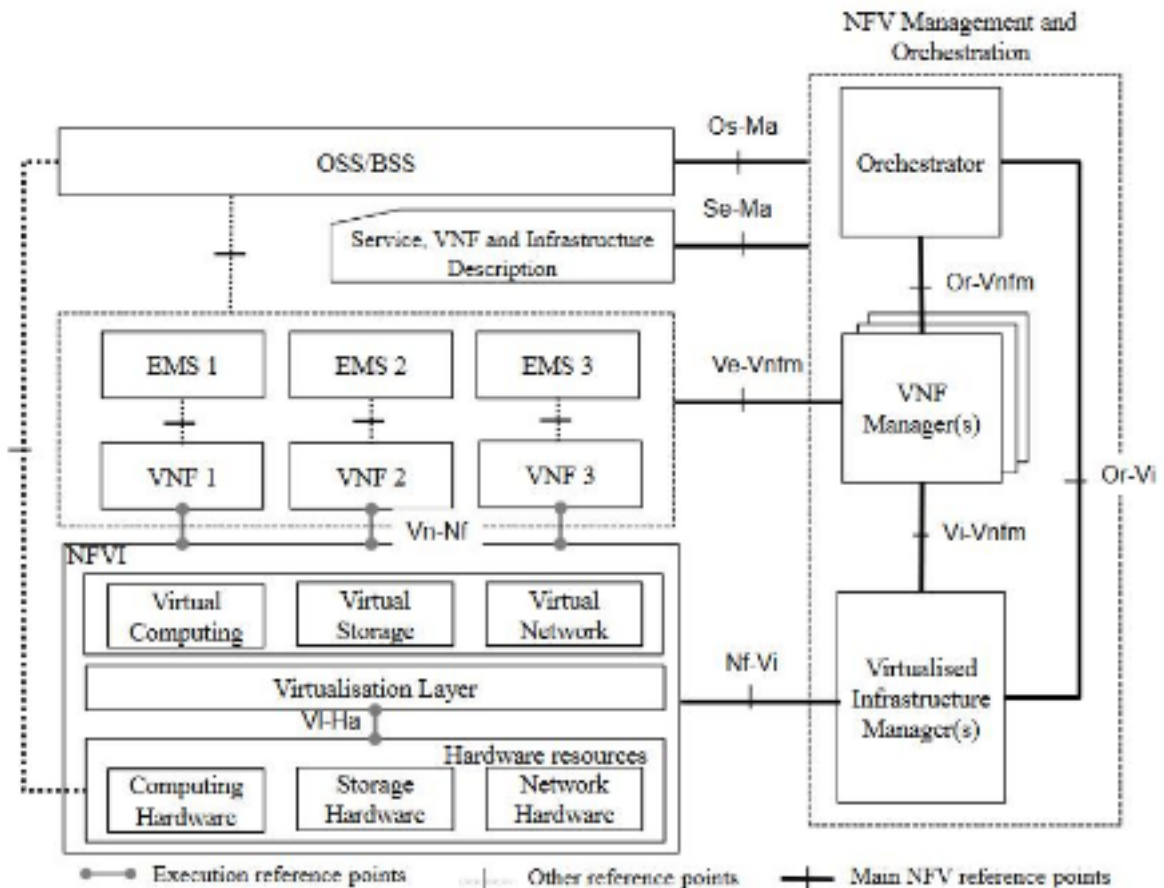 NFV Management and
Orchestration
Os-Ma
OSS/BSS
Orchestrator
Se-Ma
Service, VNF and Infrastructure
Description
Or-Vnfm
EMS 1
EMS 2
EMS 3
Ve-Vnfm
VNF
Manager(s)
VNF 1
VNF 2
VNF 3
Or-Vi
Vn-Nf
Vi-Vnfm
NFVI
Virtual
Computing
Virtual
Storage
Virtual
Network
Nf-Vi
Virtualised
Infrastructure
Manager(s)
Virtualisation Layer
Vl-Ha
Hardware resources
Computing
Hardware
Storage
Hardware
Network
Hardware
Execution reference points
Other reference points
Main NFV reference points